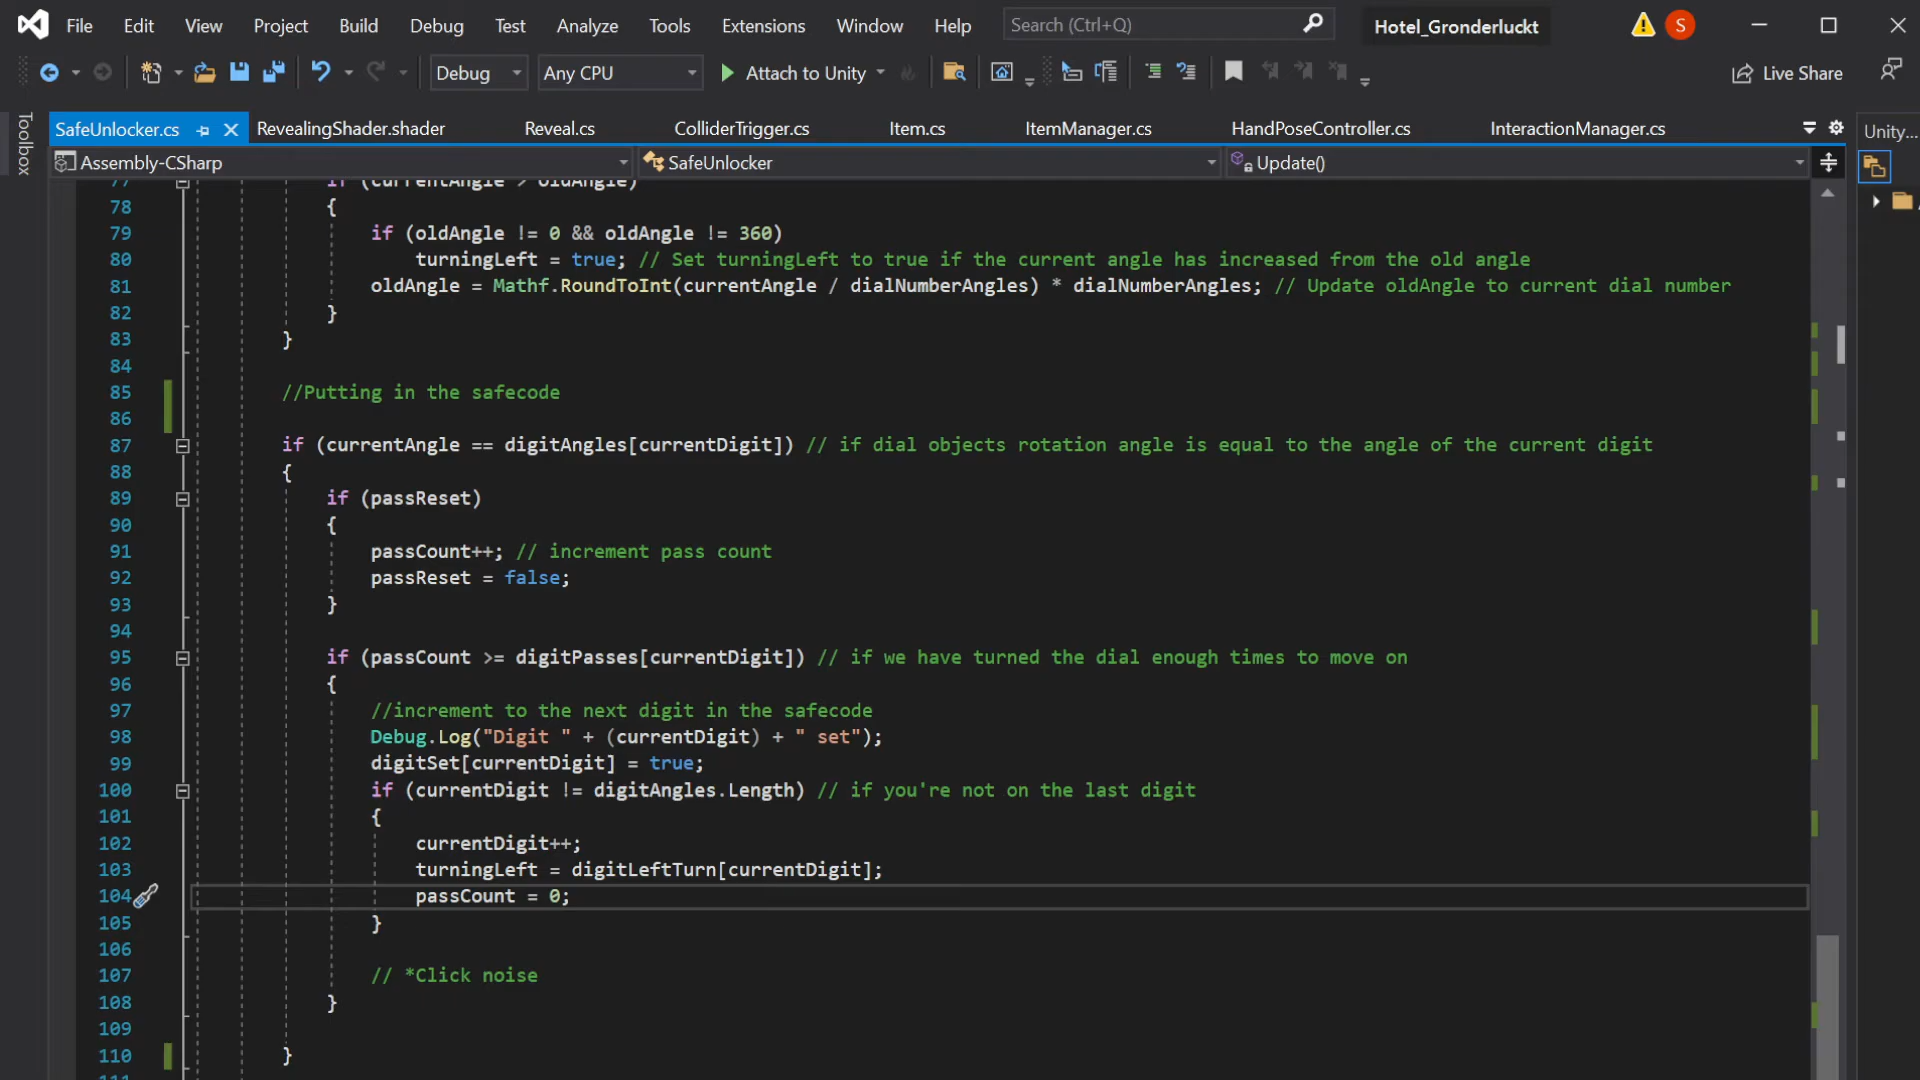 File Edit View Project Build Debug Test Analyze Tools Extensions Window Help Search (Ctrl+Q) Hotel_Gronderluckt S
Debug Any CPU Attach to Unity Live Share
Toolbox
SafeUnlocker.cs RevealingShader.shader Reveal.cs ColliderTrigger.cs Item.cs ItemManager.cs HandPoseController.cs InteractionManager.cs Unity...
Assembly-CSharp SafeUnlocker Update()
77 if (currentAngle > oldAngle)
78 {
79 if (oldAngle != 0 && oldAngle != 360)
80 turningLeft = true; // Set turningLeft to true if the current angle has increased from the old angle
81 oldAngle = Mathf.RoundToInt(currentAngle / dialNumberAngles) * dialNumberAngles; // Update oldAngle to current dial number
82 }
83 }
84
85 //Putting in the safecode
86
87 if (currentAngle == digitAngles[currentDigit]) // if dial objects rotation angle is equal to the angle of the current digit
88 {
89 if (passReset)
90 {
91 passCount++; // increment pass count
92 passReset = false;
93 }
94
95 if (passCount >= digitPasses[currentDigit]) // if we have turned the dial enough times to move on
96 {
97 //increment to the next digit in the safecode
98 Debug.Log("Digit " + (currentDigit) + " set");
99 digitSet[currentDigit] = true;
100 if (currentDigit != digitAngles.Length) // if you're not on the last digit
101 {
102 currentDigit++;
103 turningLeft = digitLeftTurn[currentDigit];
104 passCount = 0;
105 }
106
107 // *Click noise
108 }
109
110 }